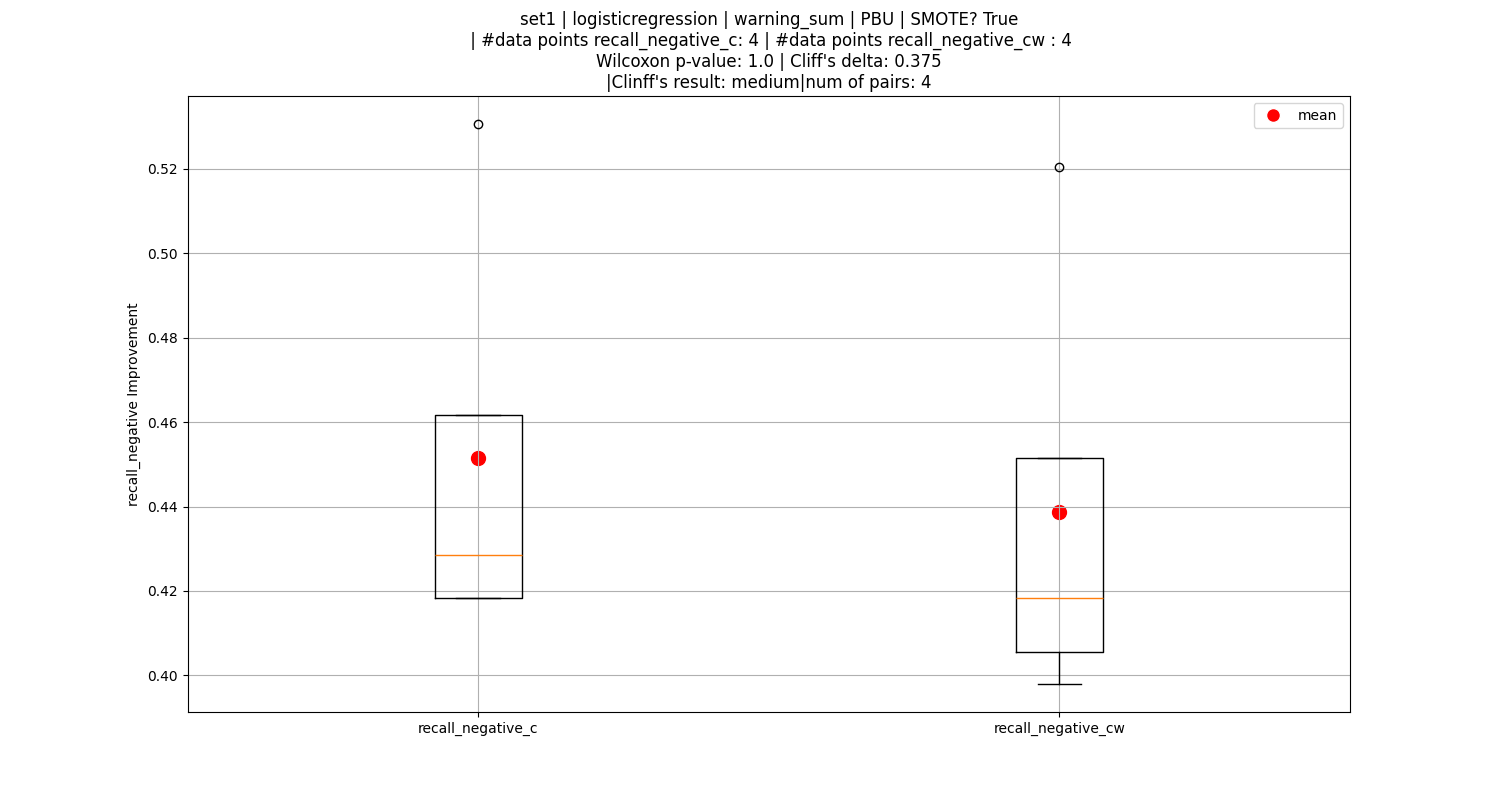 set1 | logisticregression | warning_sum | PBU | SMOTE? True
| #data points recall_negative_c: 4 | #data points recall_negative_cw : 4
Wilcoxon p-value: 1.0 | Cliff's delta: 0.375
|Clinff's result: medium|num of pairs: 4
mean
0.52
0.50
0.48
0.46
0.44
0.42
0.40
recall_negative Improvement
recall_negative_c
recall_negative_cw